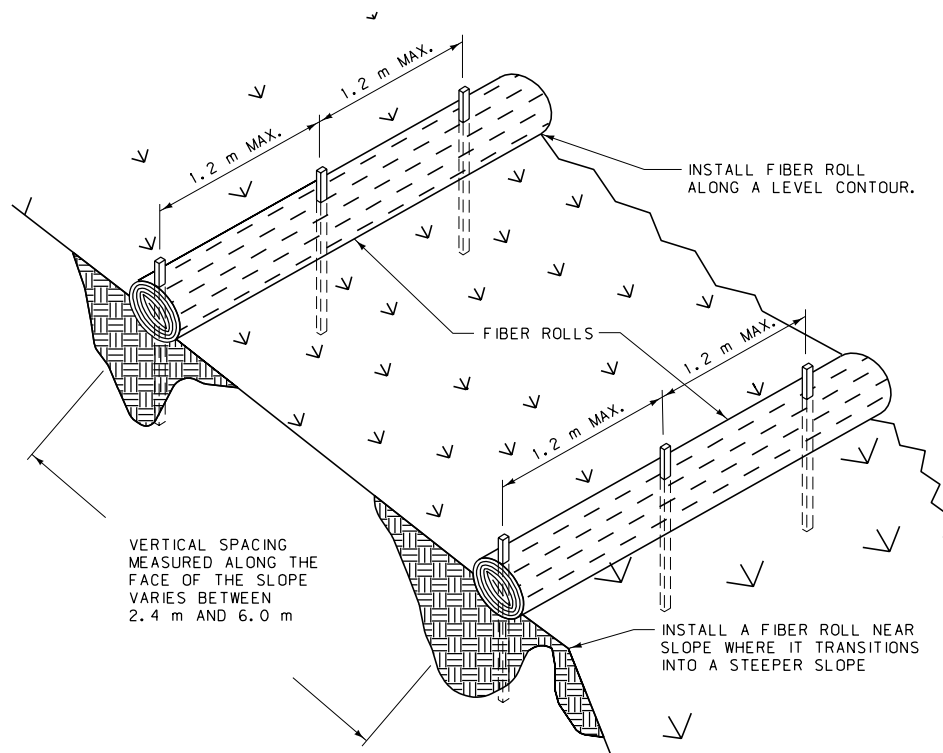 1.2 m MAX.
1.2 m MAX.
INSTALL FIBER ROLL
ALONG A LEVEL CONTOUR.
FIBER ROLLS
1.2 m MAX.
1.2 m MAX.
VERTICAL SPACING
MEASURED ALONG THE
FACE OF THE SLOPE
VARIES BETWEEN
2.4 m AND 6.0 m
INSTALL A FIBER ROLL NEAR
SLOPE WHERE IT TRANSITIONS
INTO A STEEPER SLOPE